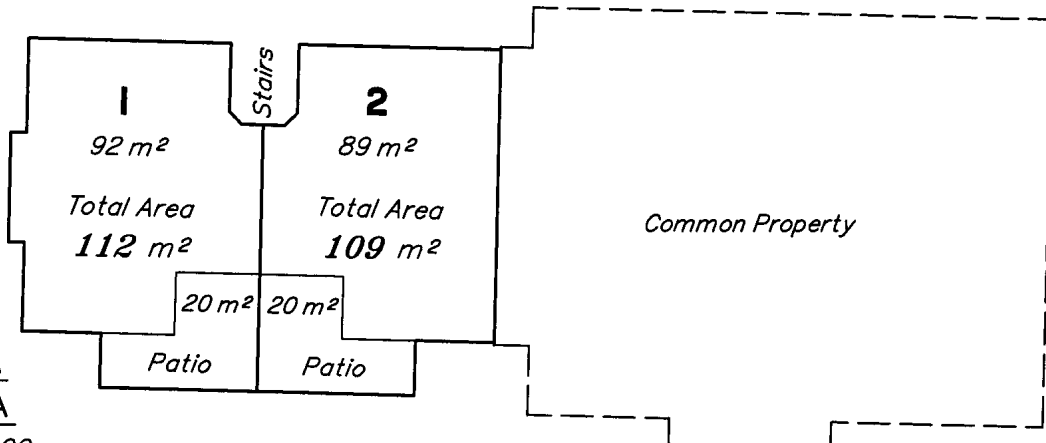 1
92 m²
Total Area
112 m²
20 m²
Patio
Stairs
2
89 m²
Total Area
109 m²
20 m²
Patio
Common Property
A